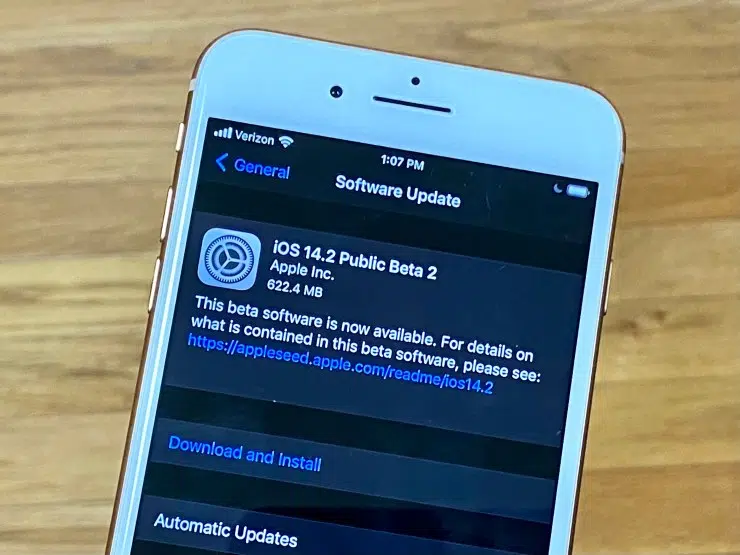 Verizon
1:07 PM
General
Software Update
iOS 14.2 Public Beta 2
Apple Inc.
622.4 MB
This beta software is now available. For details on
what is contained in this beta software, please see:
https://appleseed.apple.com/readme/ios14.2
Download and Install
Automatic Updates